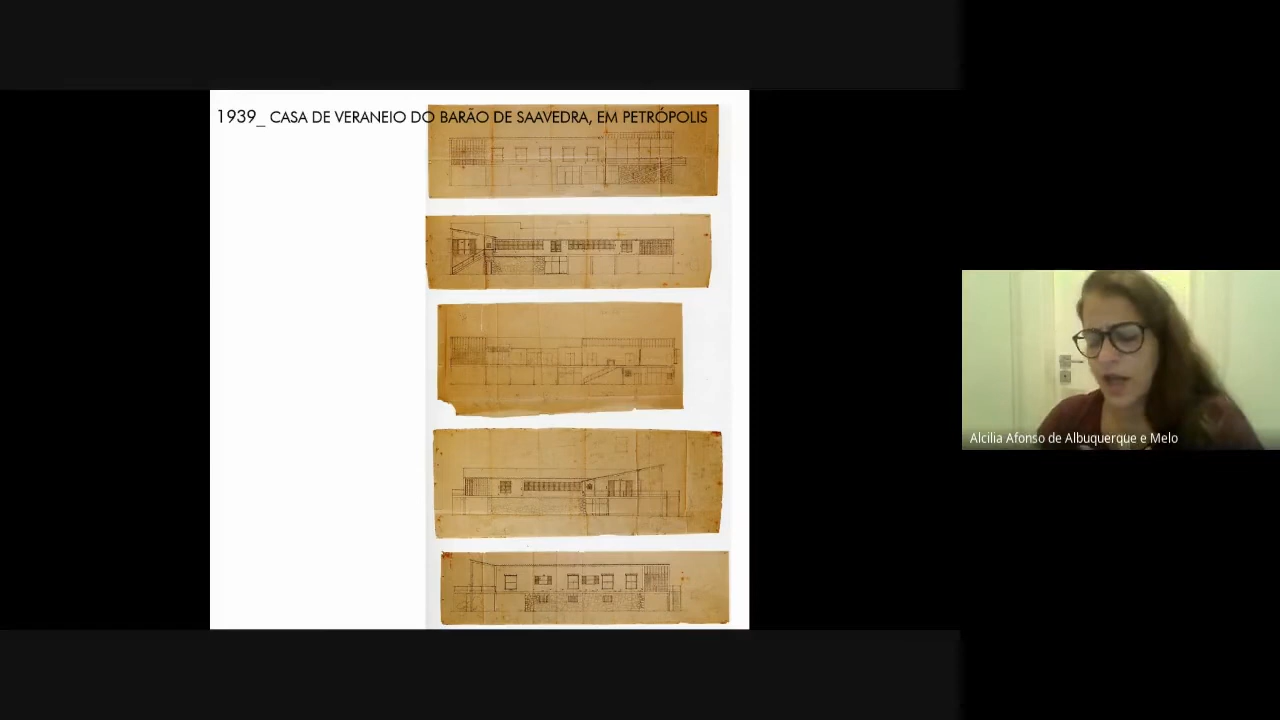 1939_ CASA DE VERANEIO DO BARÃO DE SAAVEDRA, EM PETRÓPOLIS
Alcilia Afonso de Albuquerque e Melo